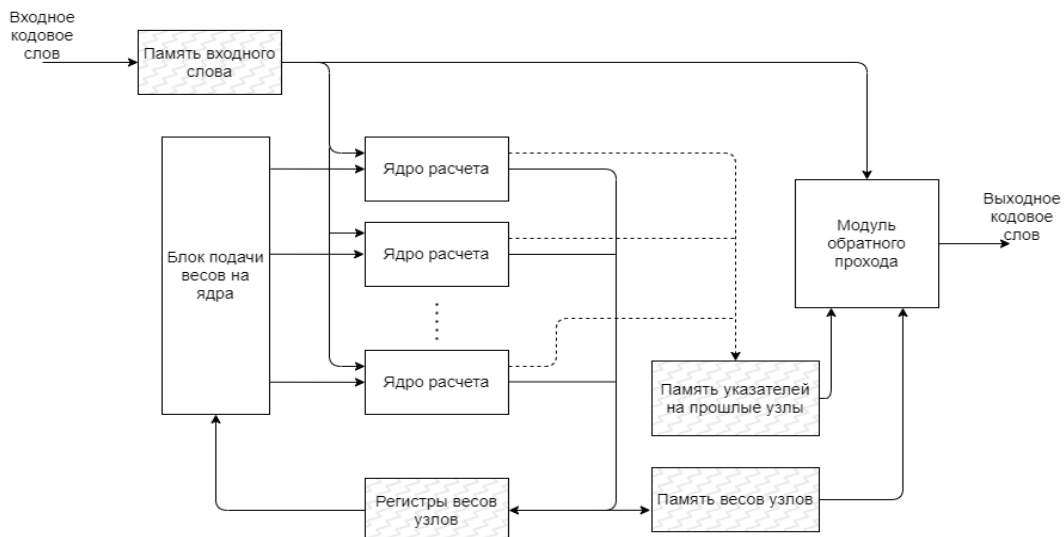 Входное
кодовое
слов
Память входного
слова
Ядро расчета
Ядро расчета
Ядро расчета
Блок подачи
весов на
ядра
Модуль
обратного
прохода
Выходное
кодовое
слов
Память указателей
на прошлые узлы
Регистры весов
узлов
Память весов узлов